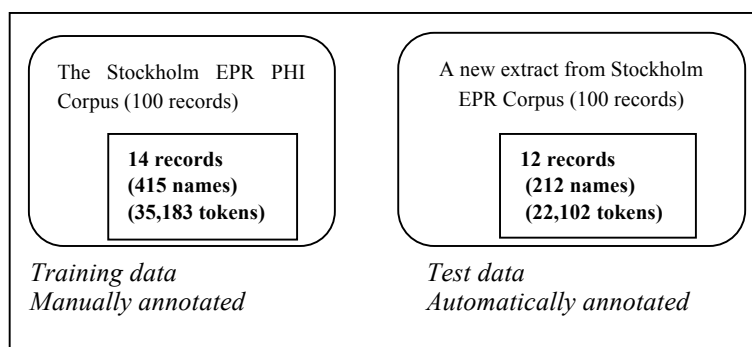 The Stockholm EPR PHI
Corpus (100 records)
14 records
(415 names)
(35,183 tokens)
Training data
Manually annotated
A new extract from Stockholm
EPR Corpus (100 records)
12 records
(212 names)
(22,102 tokens)
Test data
Automatically annotated